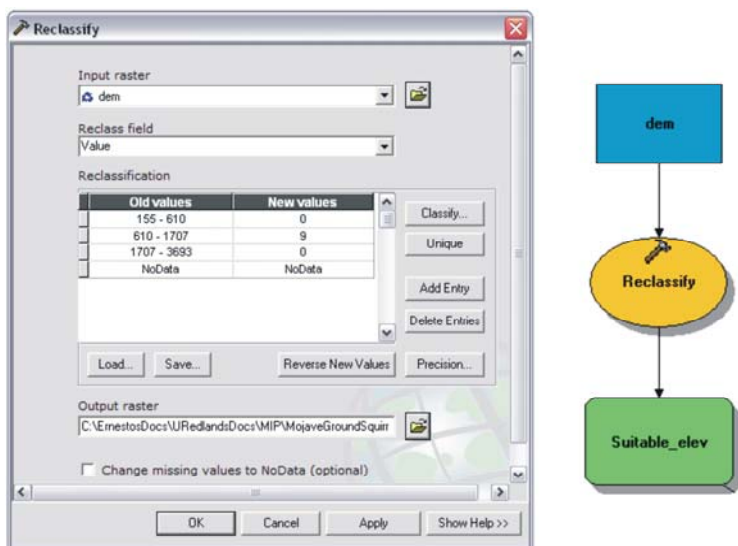 Reclassify
Input raster
dem
Reclass field
Value
Reclassification
Old values New values
155 - 610 0
610 - 1707 9
1707 - 3693 0
NoData NoData
Classify...
Unique
Add Entry
Delete Entries
Load... Save... Reverse New Values Precision...
Output raster
C:\ErnestosDocs\URedlandsDocs\MIP\MojaveGroundSquirr
Change missing values to NoData (optional)
OK Cancel Apply Show Help >>
dem
Reclassify
Suitable_elev